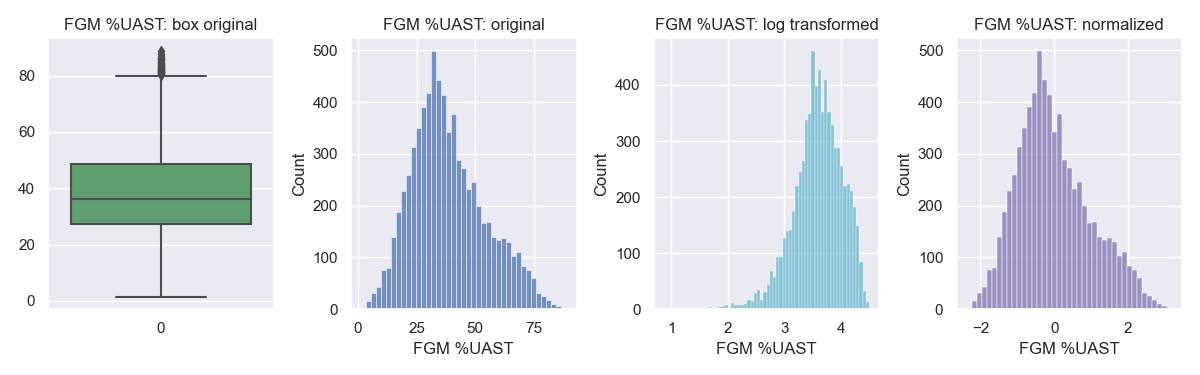 FGM %UAST: box original
80
60
40
20
0
0
FGM %UAST: original
500
400
300
200
100
0
0 25 50 75
Count
FGM %UAST
FGM %UAST: log transformed
400
300
200
100
0
1 2 3 4
Count
FGM %UAST
FGM %UAST: normalized
500
400
300
200
100
0
−2 0 2
Count
FGM %UAST